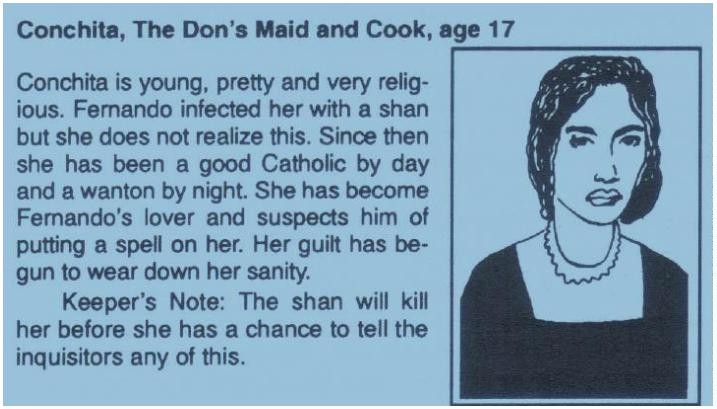 Conchita, The Don's Maid and Cook, age 17
Conchita is young, pretty and very relig-
ious. Fernando infected her with a shan
but she does not realize this. Since then
she has been a good Catholic by day
and a wanton by night. She has become
Fernando's lover and suspects him of
putting a spell on her. Her guilt has be-
gun to wear down her sanity.
Keeper's Note: The shan will kill
her before she has a chance to tell the
inquisitors any of this.